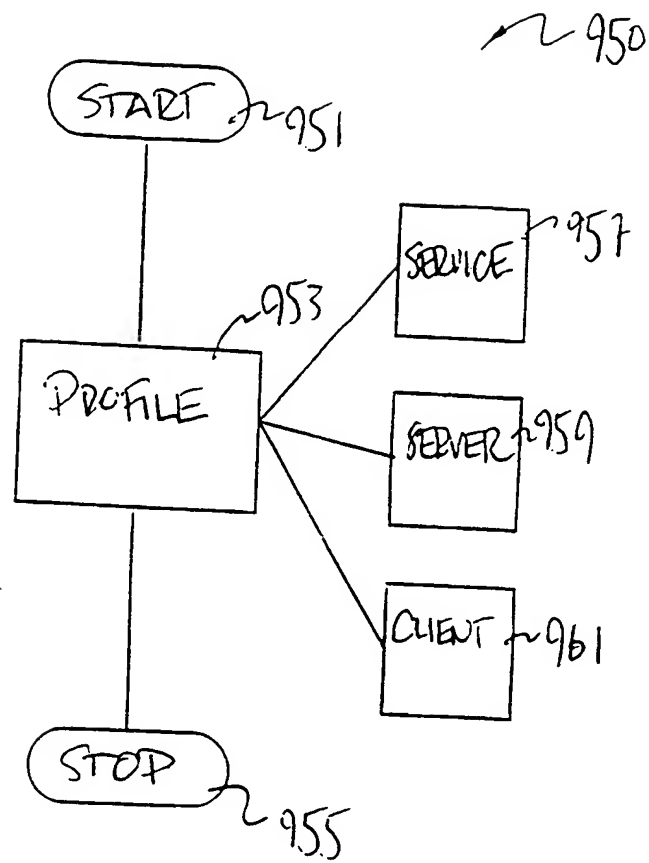 950
START
951
953
PROFILE
SERVICE
957
SERVER
959
CLIENT
961
STOP
955